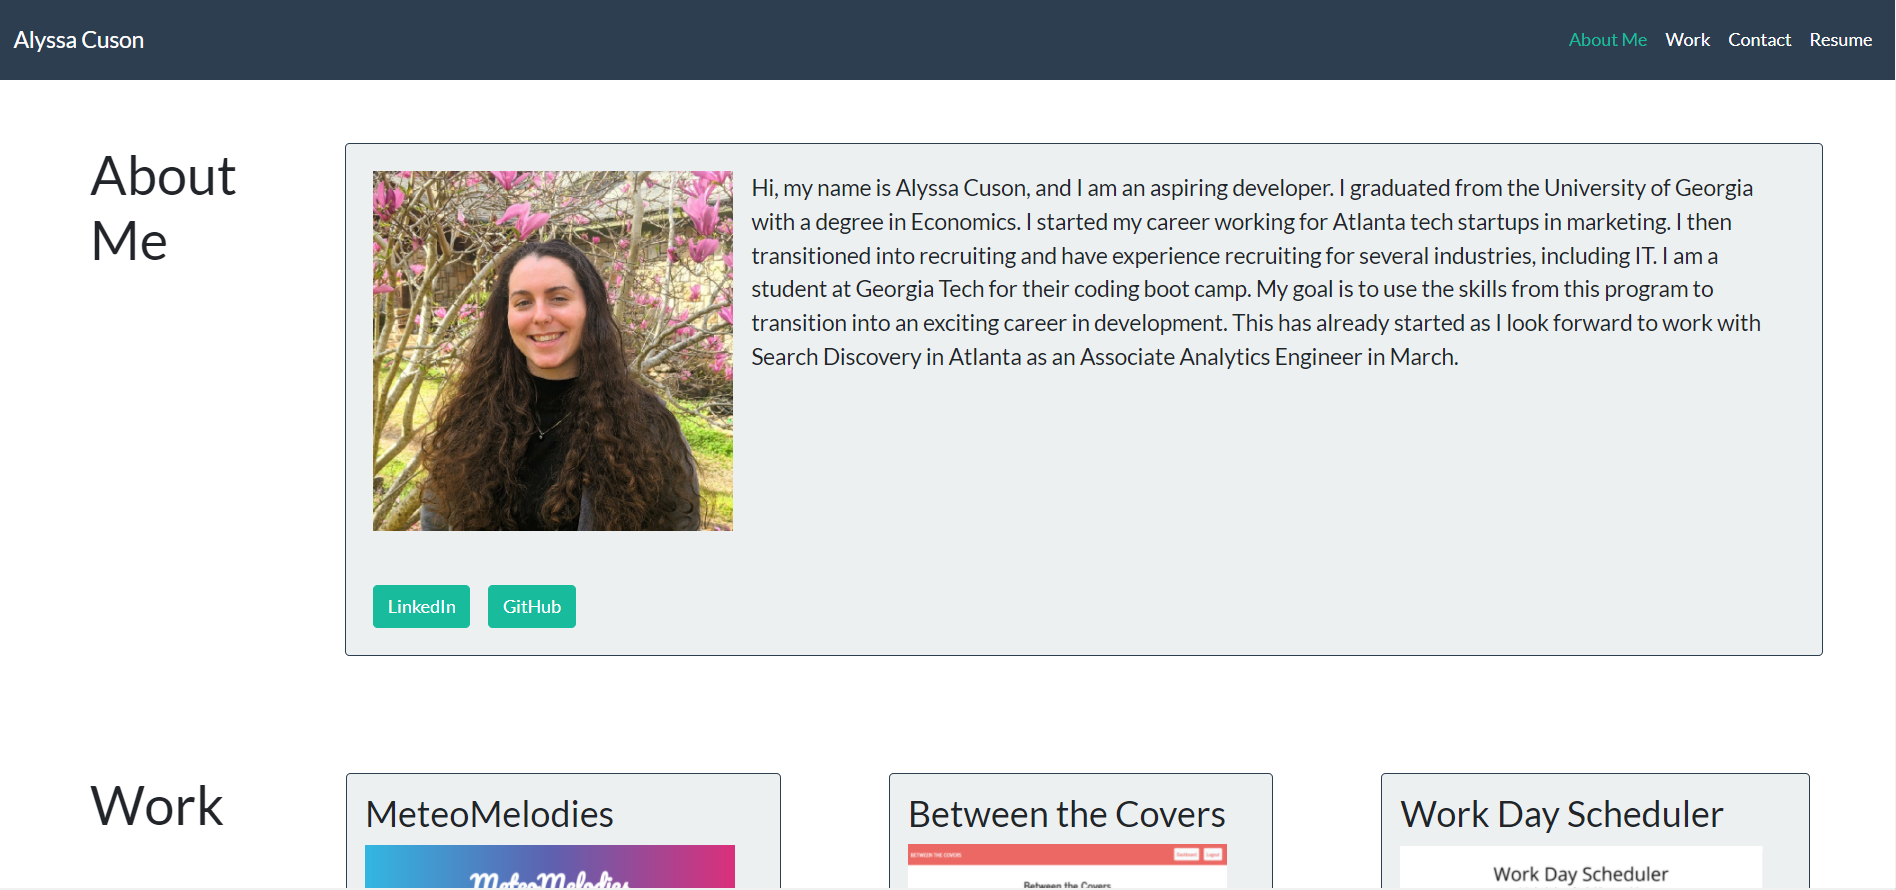 Alyssa Cuson
About Me Work Contact Resume
About
Me
Hi, my name is Alyssa Cuson, and I am an aspiring developer. I graduated from the University of Georgia
with a degree in Economics. I started my career working for Atlanta tech startups in marketing. I then
transitioned into recruiting and have experience recruiting for several industries, including IT. I am a
student at Georgia Tech for their coding boot camp. My goal is to use the skills from this program to
transition into an exciting career in development. This has already started as I look forward to work with
Search Discovery in Atlanta as an Associate Analytics Engineer in March.
LinkedIn GitHub
Work
MeteoMelodies
MeteoMelodies
Between the Covers
BETWEEN THE COVERS Dashboard Logout
Between the Covers
Work Day Scheduler
Work Day Scheduler